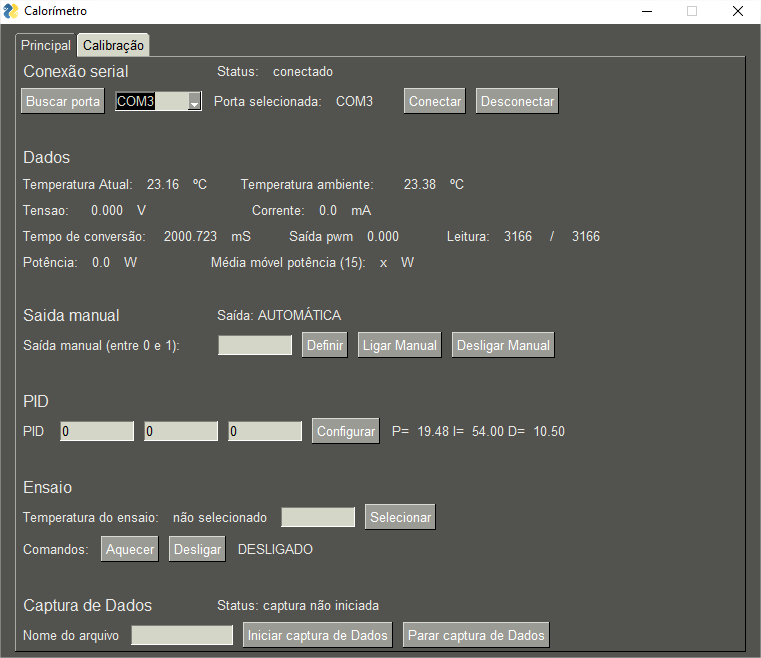 Calorímetro
Principal Calibração
Conexão serial Status: conectado
Buscar porta COM3 Porta selecionada: COM3 Conectar Desconectar
Dados
Temperatura Atual: 23.16 ºC Temperatura ambiente: 23.38 ºC
Tensao: 0.000 V Corrente: 0.0 mA
Tempo de conversão: 2000.723 mS Saída pwm 0.000 Leitura: 3166 / 3166
Potência: 0.0 W Média móvel potência (15): x W
Saida manual Saída: AUTOMÁTICA
Saída manual (entre 0 e 1): Definir Ligar Manual Desligar Manual
PID
PID 0 0 0 Configurar P= 19.48 I= 54.00 D= 10.50
Ensaio
Temperatura do ensaio: não selecionado Selecionar
Comandos: Aquecer Desligar DESLIGADO
Captura de Dados Status: captura não iniciada
Nome do arquivo Iniciar captura de Dados Parar captura de Dados